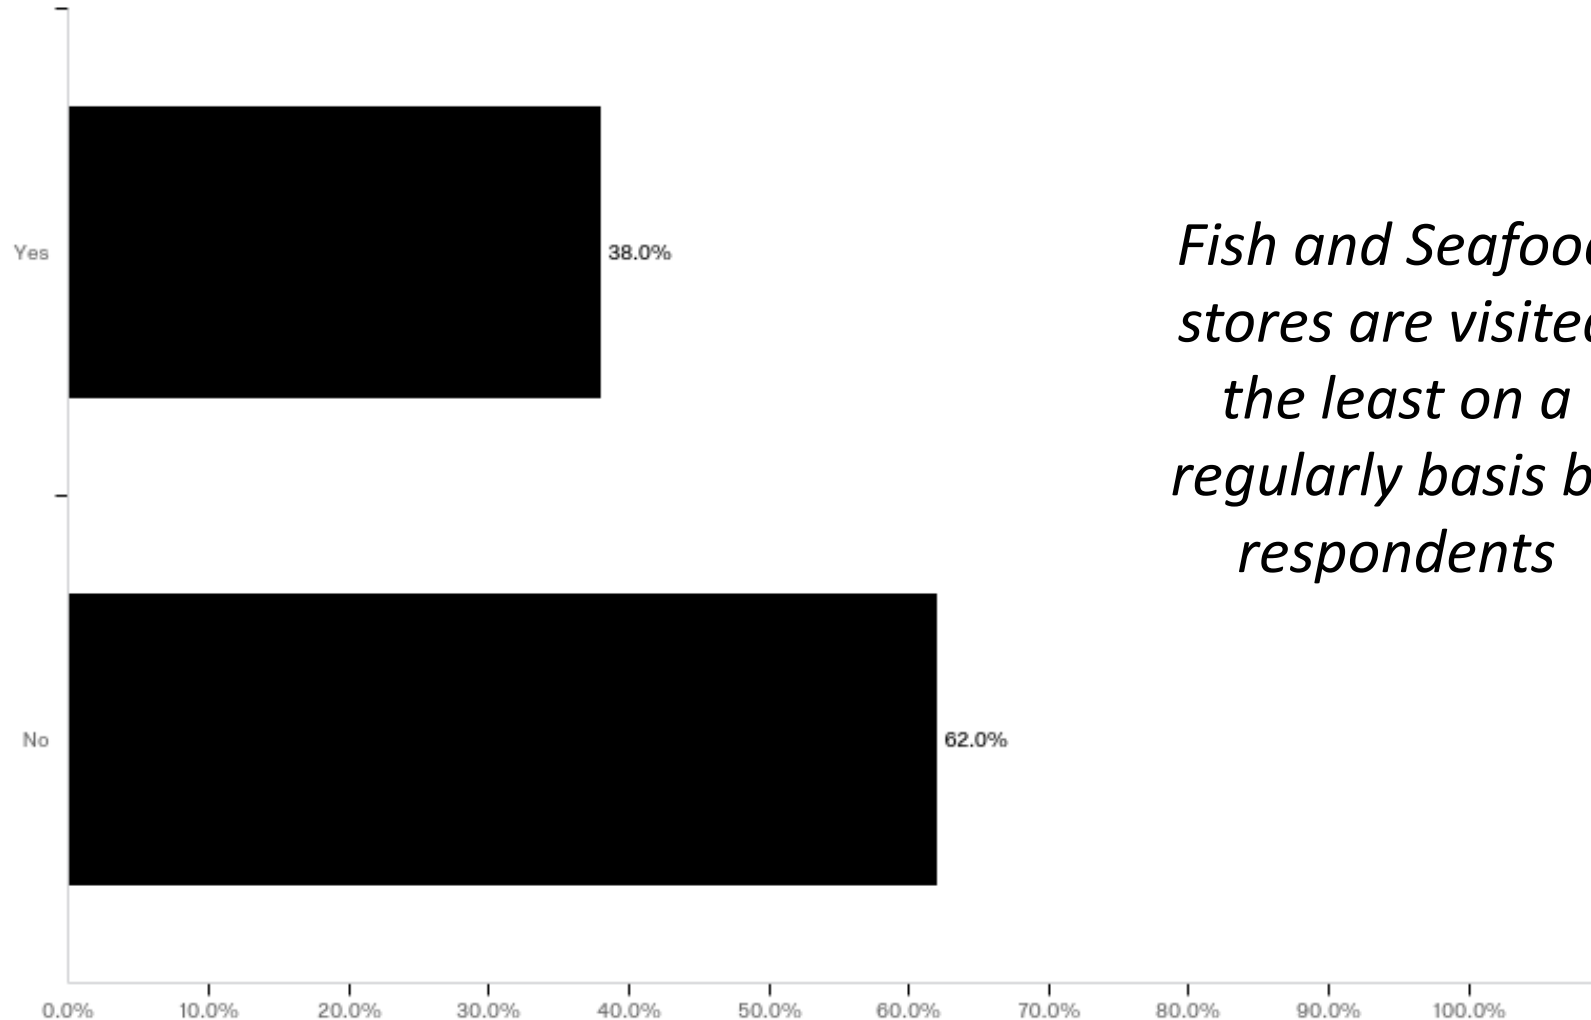 Yes
38.0%
Fish and Seafood
stores are visited
the least on a
regularly basis b
respondents
No
62.0%
0.0% 10.0% 20.0% 30.0% 40.0% 50.0% 60.0% 70.0% 80.0% 90.0% 100.0%